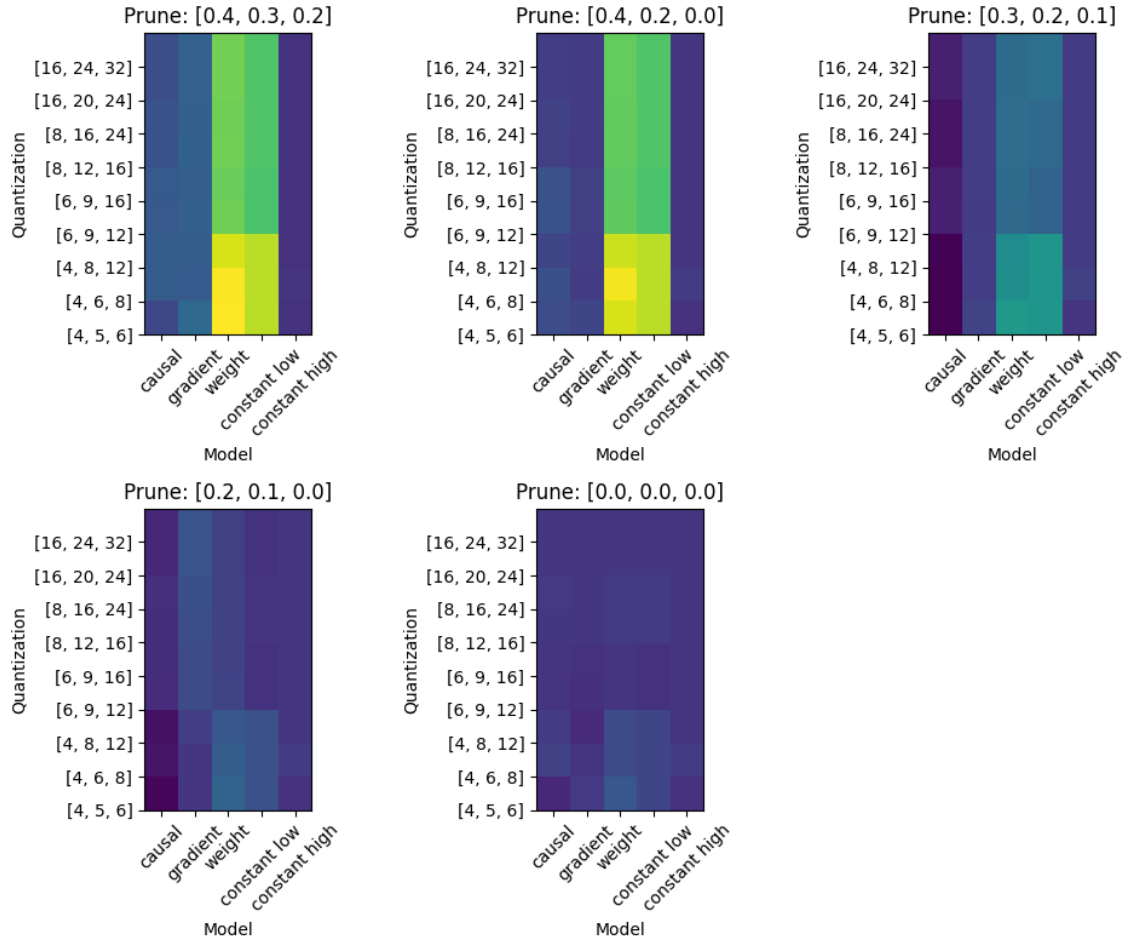 Prune: [0.4, 0.3, 0.2]
Quantization
[16, 24, 32]
[16, 20, 24]
[8, 16, 24]
[8, 12, 16]
[6, 9, 16]
[6, 9, 12]
[4, 8, 12]
[4, 6, 8]
[4, 5, 6]
causal
gradient
weight
constant low
constant high
Model
Prune: [0.4, 0.2, 0.0]
Quantization
[16, 24, 32]
[16, 20, 24]
[8, 16, 24]
[8, 12, 16]
[6, 9, 16]
[6, 9, 12]
[4, 8, 12]
[4, 6, 8]
[4, 5, 6]
causal
gradient
weight
constant low
constant high
Model
Prune: [0.3, 0.2, 0.1]
Quantization
[16, 24, 32]
[16, 20, 24]
[8, 16, 24]
[8, 12, 16]
[6, 9, 16]
[6, 9, 12]
[4, 8, 12]
[4, 6, 8]
[4, 5, 6]
causal
gradient
weight
constant low
constant high
Model
Prune: [0.2, 0.1, 0.0]
Quantization
[16, 24, 32]
[16, 20, 24]
[8, 16, 24]
[8, 12, 16]
[6, 9, 16]
[6, 9, 12]
[4, 8, 12]
[4, 6, 8]
[4, 5, 6]
causal
gradient
weight
constant low
constant high
Model
Prune: [0.0, 0.0, 0.0]
Quantization
[16, 24, 32]
[16, 20, 24]
[8, 16, 24]
[8, 12, 16]
[6, 9, 16]
[6, 9, 12]
[4, 8, 12]
[4, 6, 8]
[4, 5, 6]
causal
gradient
weight
constant low
constant high
Model